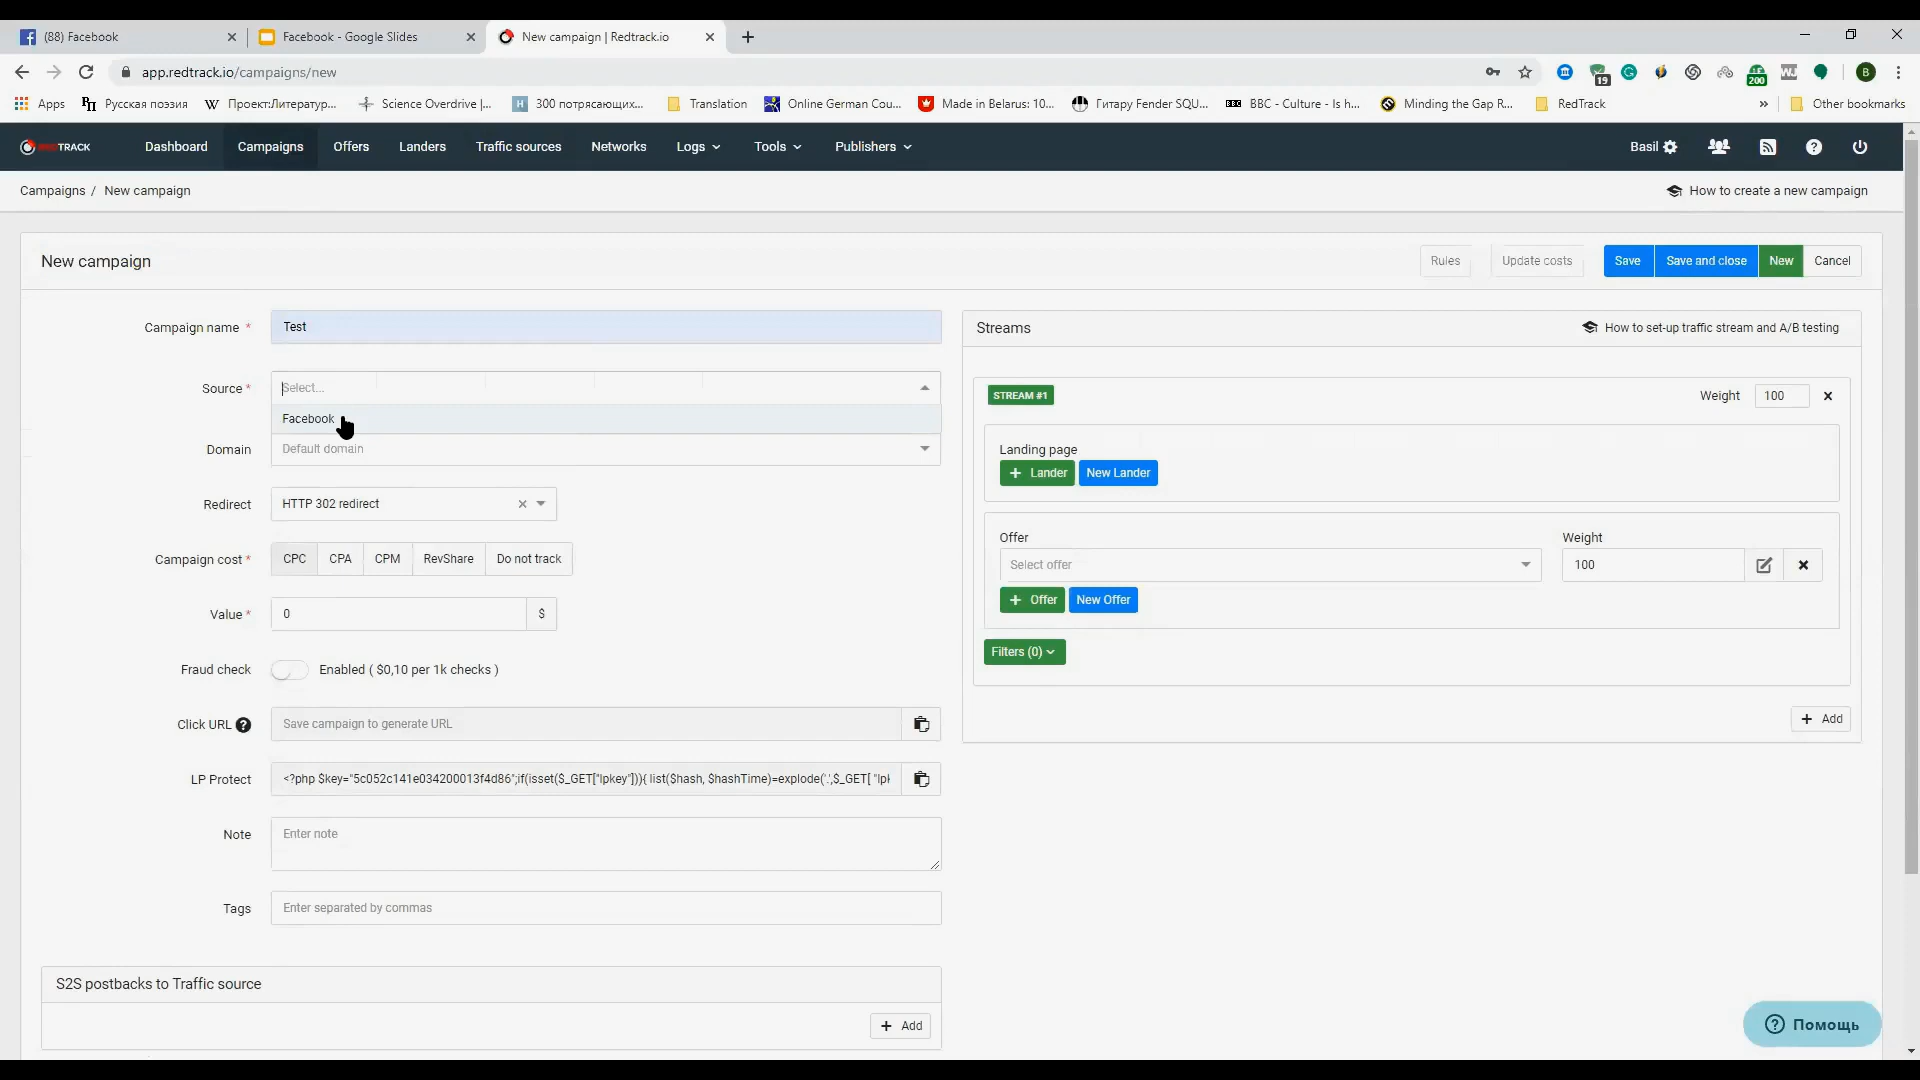 (88) Facebook
Facebook - Google Slides
New campaign | Redtrack.io
app.redtrack.io/campaigns/new
19
200
B
Apps
Русская поэзия
Проект:Литератур...
Science Overdrive |...
300 потрясающих...
Translation
Online German Cou...
Made in Belarus: 10...
Гитару Fender SQU...
BBC - Culture - Is h...
Minding the Gap R...
RedTrack
»
Other bookmarks
REDTRACK
Dashboard
Campaigns
Offers
Landers
Traffic sources
Networks
Logs
Tools
Publishers
Basil
Campaigns / New campaign
How to create a new campaign
New campaign
Rules
Update costs
Save
Save and close
New
Cancel
Campaign name *
Test
Source *
Select...
Facebook
Domain
Default domain
Redirect
HTTP 302 redirect
Campaign cost *
CPC
CPA
CPM
RevShare
Do not track
Value *
0
$
Fraud check
Enabled ( $0,10 per 1k checks )
Click URL
Save campaign to generate URL
LP Protect
<?php $key="5c052c141e034200013f4d86";if(isset($_GET["lpkey"])){ list($hash, $hashTime)=explode('.',$_GET[ "lpk
Note
Enter note
Tags
Enter separated by commas
S2S postbacks to Traffic source
+ Add
Streams
How to set-up traffic stream and A/B testing
STREAM #1
Weight
100
Landing page
+ Lander
New Lander
Offer
Weight
Select offer
100
+ Offer
New Offer
Filters (0)
+ Add
Помощь